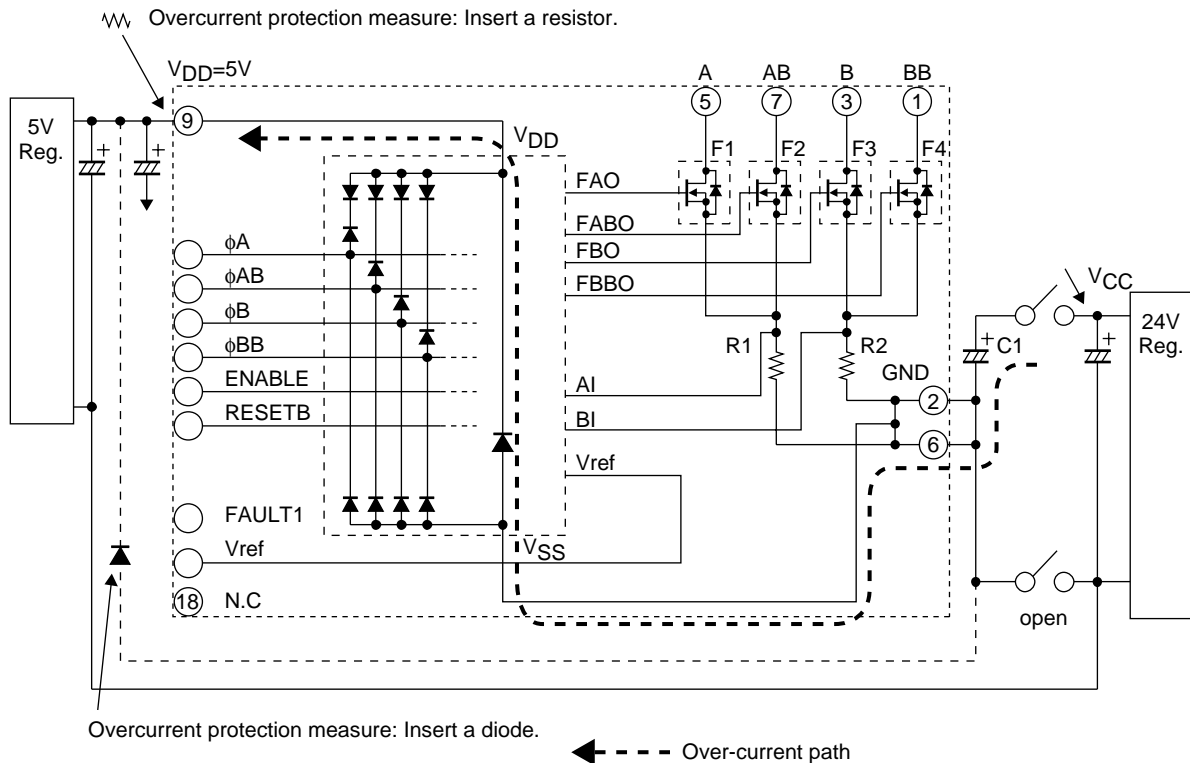 Overcurrent protection measure: Insert a resistor.
VDD=5V
A AB B BB
5V
Reg.
9
5 7 3 1
VDD
F1 F2 F3 F4
FAO
FABO
FBO
FBBO
ϕA
ϕAB
ϕB
ϕBB
ENABLE
RESETB
VCC
24V
Reg.
R1 R2
C1
GND
AI
BI
2
6
Vref
FAULT1
VSS
Vref
18 N.C
open
Overcurrent protection measure: Insert a diode.
Over-current path
+
+
+
+